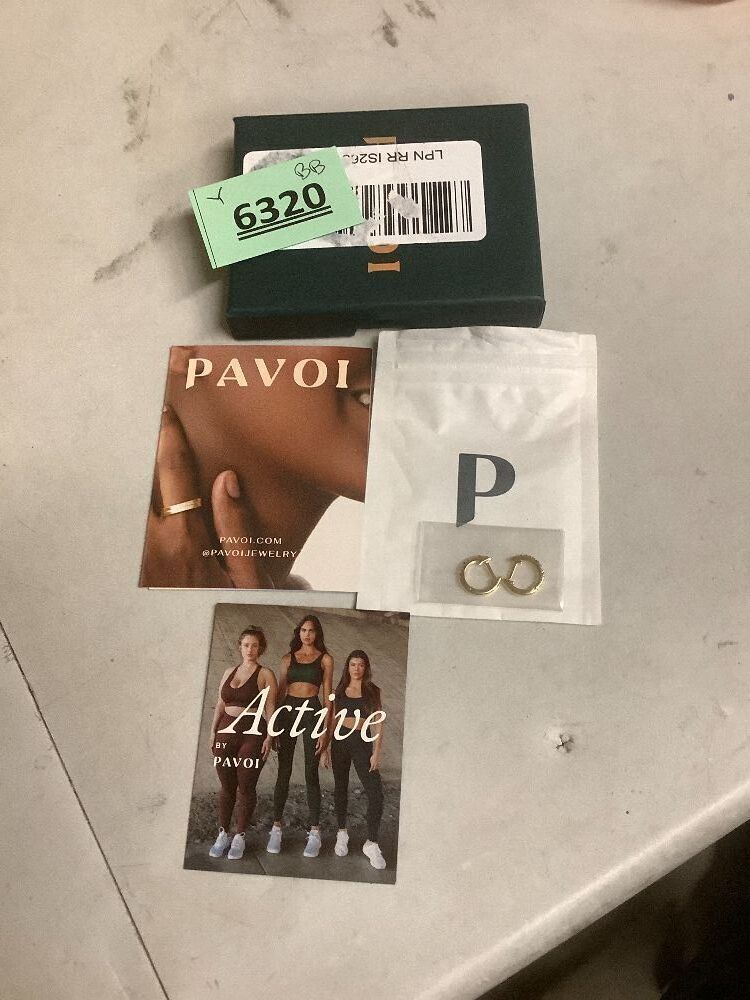 LPN RR IS26
Y
BB
6320
PAVOI
PAVOI.COM
@PAVOIJEWELRY
P
Active
BY
PAVOI